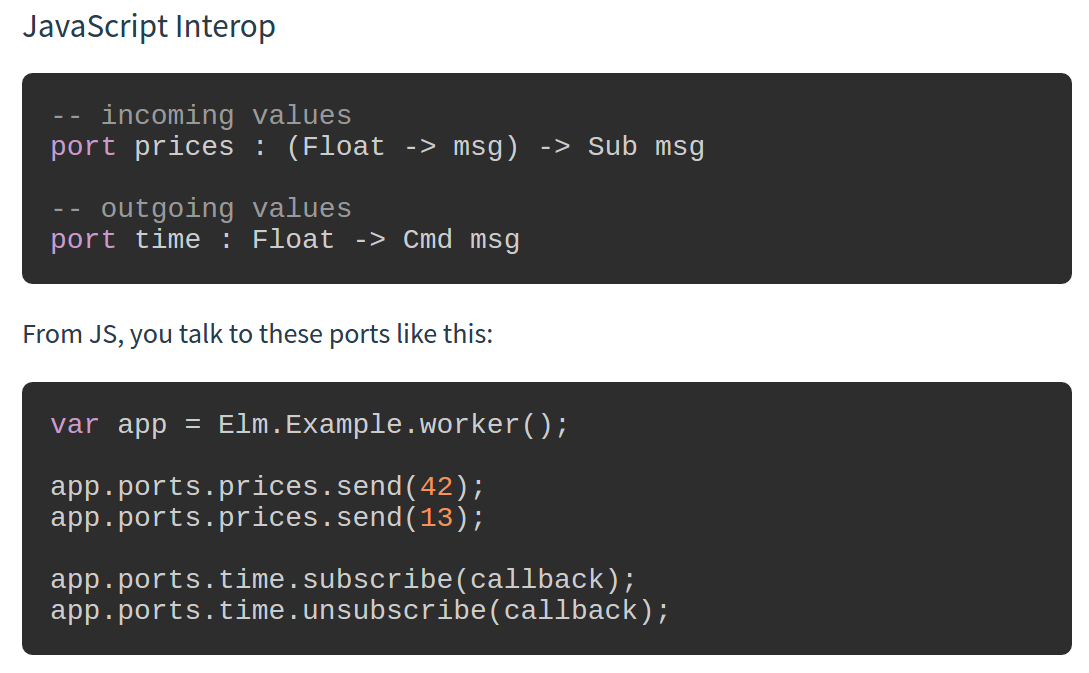 JavaScript Interop
-- incoming values
port prices : (Float -> msg) -> Sub msg
-- outgoing values
port time : Float -> Cmd msg
From JS, you talk to these ports like this:
var app = Elm.Example.worker();
app.ports.prices.send(42);
app.ports.prices.send(13);
app.ports.time.subscribe(callback);
app.ports.time.unsubscribe(callback);